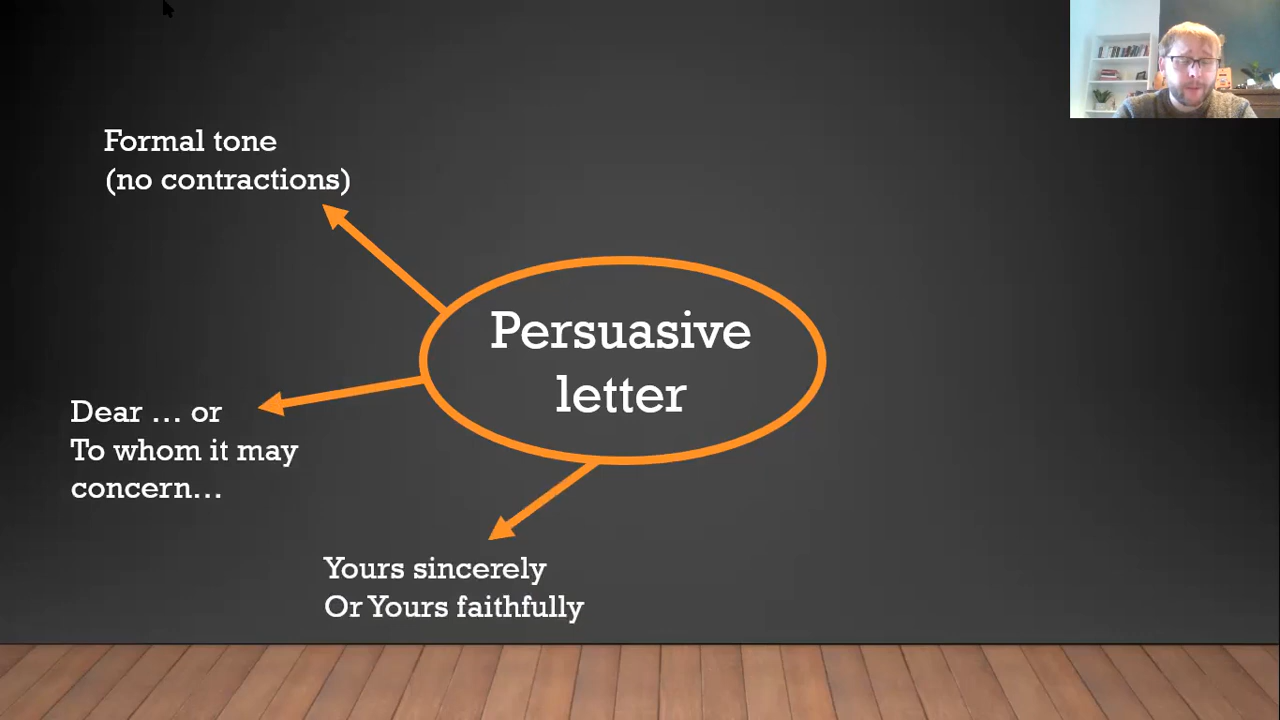 Formal tone
(no contractions)
Persuasive
letter
Dear … or
To whom it may
concern…
Yours sincerely
Or Yours faithfully